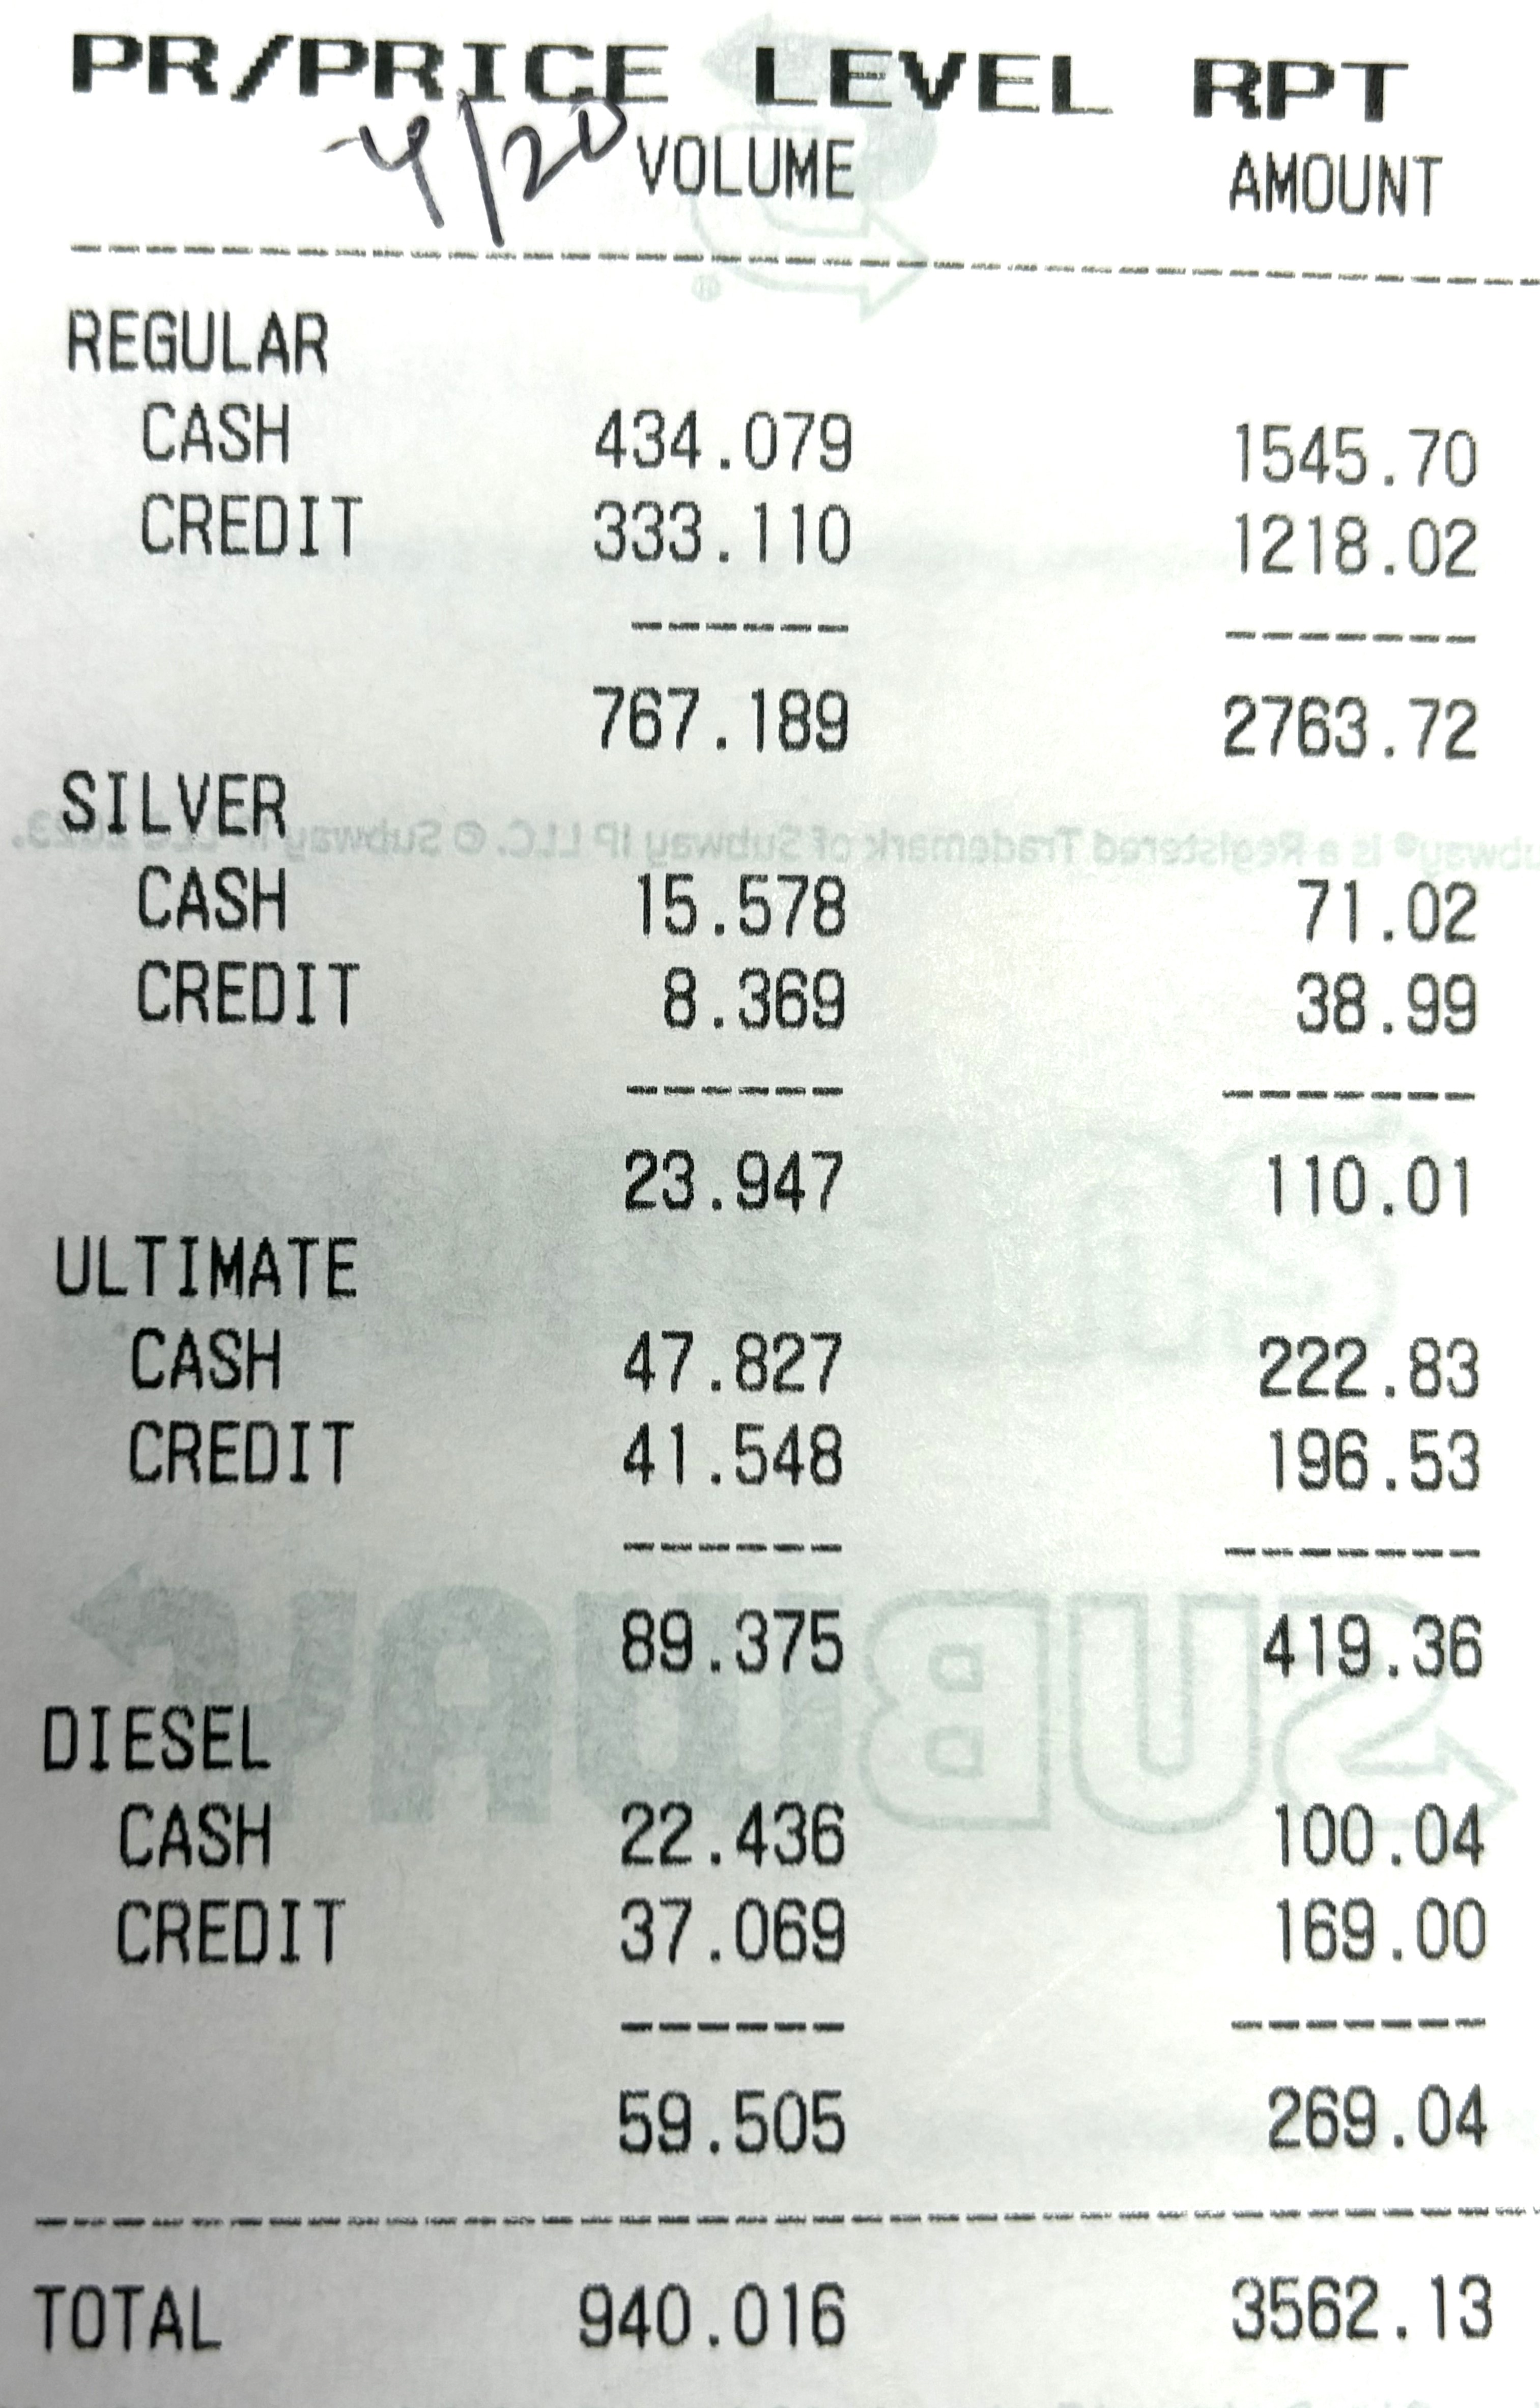 PR/PRICE LEVEL RPT
4/20 VOLUME AMOUNT
REGULAR
CASH 434.079 1545.70
CREDIT 333.110 1218.02
767.189 2763.72
SILVER
Subway® is a Registered Trademark of Subway IP LLC. © Subway IP LLC 2023.
CASH 15.578 71.02
CREDIT 8.369 38.99
23.947 110.01
ULTIMATE
CASH 47.827 222.83
CREDIT 41.548 196.53
SUBWAY
89.375 419.36
DIESEL
CASH 22.436 100.04
CREDIT 37.069 169.00
59.505 269.04
TOTAL 940.016 3562.13